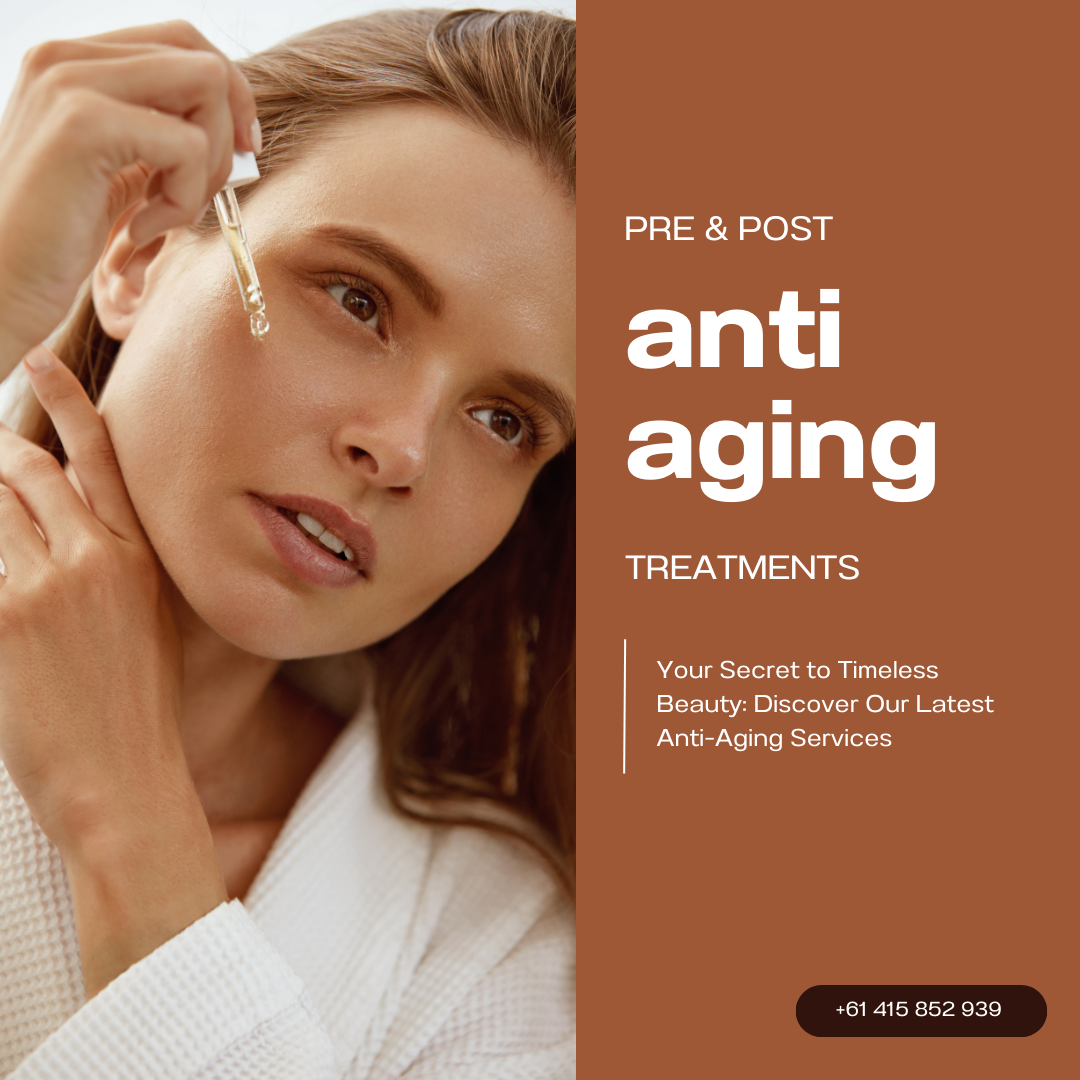 PRE & POST
anti
aging
TREATMENTS
Your Secret to Timeless
Beauty: Discover Our Latest
Anti-Aging Services
+61 415 852 939